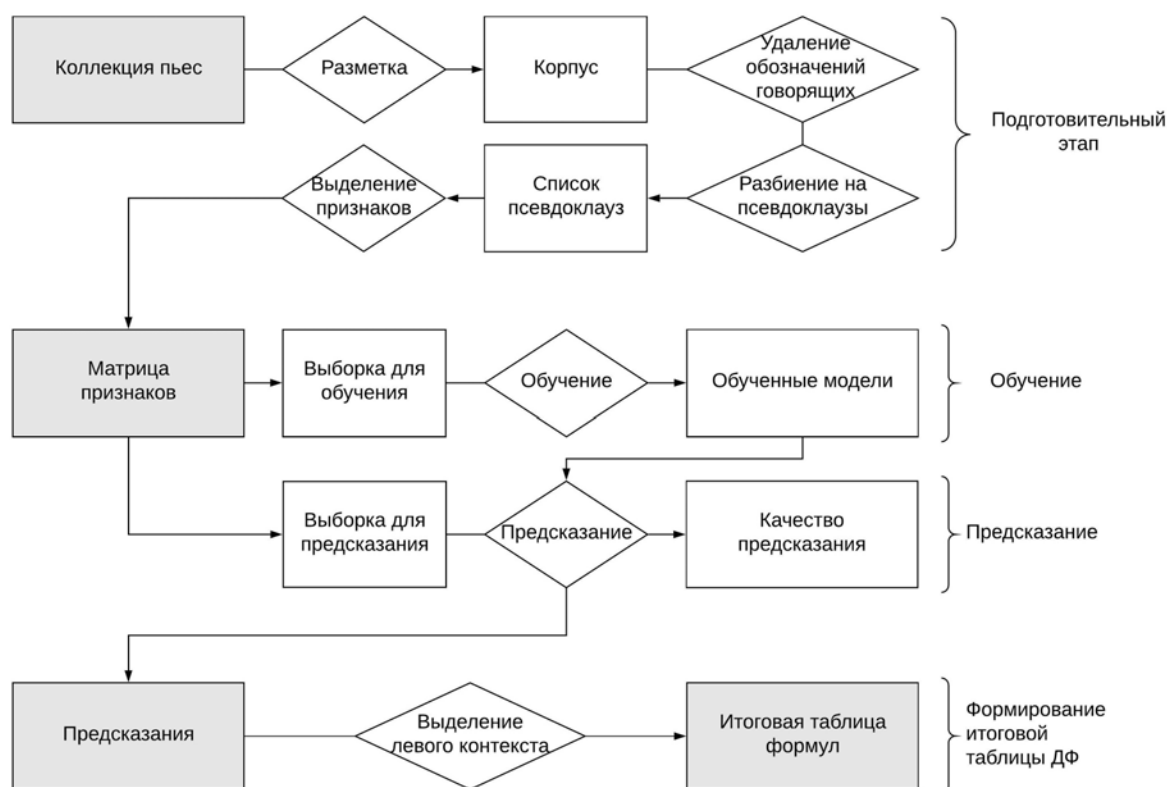 Коллекция пьес
Разметка
Корпус
Удаление
обозначений
говорящих
Подготовительный
этап
Выделение
признаков
Список
псевдоклауз
Разбиение на
псевдоклаузы
Матрица
признаков
Выборка для
обучения
Обучение
Обученные модели
Обучение
Выборка для
предсказания
Предсказание
Качество
предсказания
Предсказание
Предсказания
Выделение
левого контекста
Итоговая таблица
формул
Формирование
итоговой
таблицы ДФ